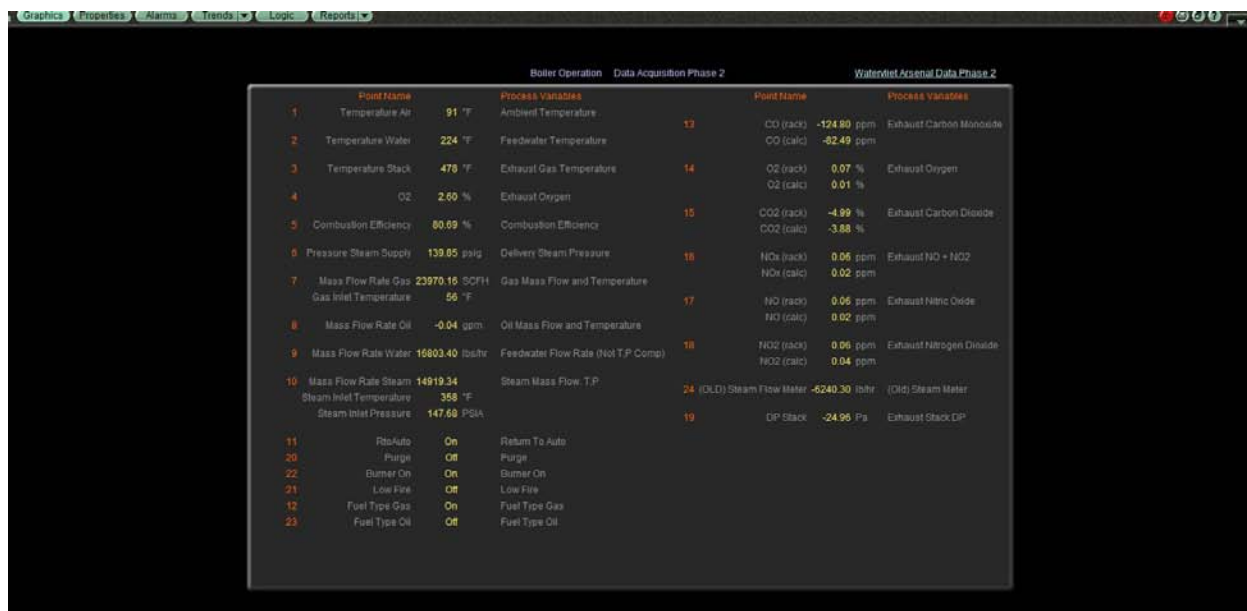 Graphics Properties Alarms Trends Logic Reports
Boiler Operation Data Acquisition Phase 2 Watervliet Arsenal Data Phase 2
Point Name Process Variables
1 Temperature Air 91 °F Ambient Temperature
2 Temperature Water 224 °F Feedwater Temperature
3 Temperature Stack 478 °F Exhaust Gas Temperature
4 O2 2.60 % Exhaust Oxygen
5 Combustion Efficiency 80.69 % Combustion Efficiency
6 Pressure Steam Supply 139.85 psig Delivery Steam Pressure
7 Mass Flow Rate Gas 23970.16 SCFH Gas Mass Flow and Temperature
Gas Inlet Temperature 56 °F
8 Mass Flow Rate Oil -0.04 gpm Oil Mass Flow and Temperature
9 Mass Flow Rate Water 16803.40 lbs/hr Feedwater Flow Rate (Not T,P Comp)
10 Mass Flow Rate Steam 14919.34 Steam Mass Flow. T,P
Steam Inlet Temperature 358 °F
Steam Inlet Pressure 147.68 PSIA
11 RtoAuto On Return To Auto
20 Purge Off Purge
22 Burner On On Burner On
21 Low Fire Off Low Fire
12 Fuel Type Gas On Fuel Type Gas
23 Fuel Type Oil Off Fuel Type Oil
Point Name Process Variables
13 CO (rack) -124.80 ppm Exhaust Carbon Monoxide
CO (calc) -82.49 ppm
14 O2 (rack) 0.07 % Exhaust Oxygen
O2 (calc) 0.01 %
15 CO2 (rack) -4.99 % Exhaust Carbon Dioxide
CO2 (calc) -3.88 %
16 NOx (rack) 0.06 ppm Exhaust NO + NO2
NOx (calc) 0.02 ppm
17 NO (rack) 0.06 ppm Exhaust Nitric Oxide
NO (calc) 0.02 ppm
18 NO2 (rack) 0.06 ppm Exhaust Nitrogen Dioxide
NO2 (calc) 0.04 ppm
24 (OLD) Steam Flow Meter -6240.30 lb/hr (Old) Steam Meter
19 DP Stack -24.96 Pa Exhaust Stack DP